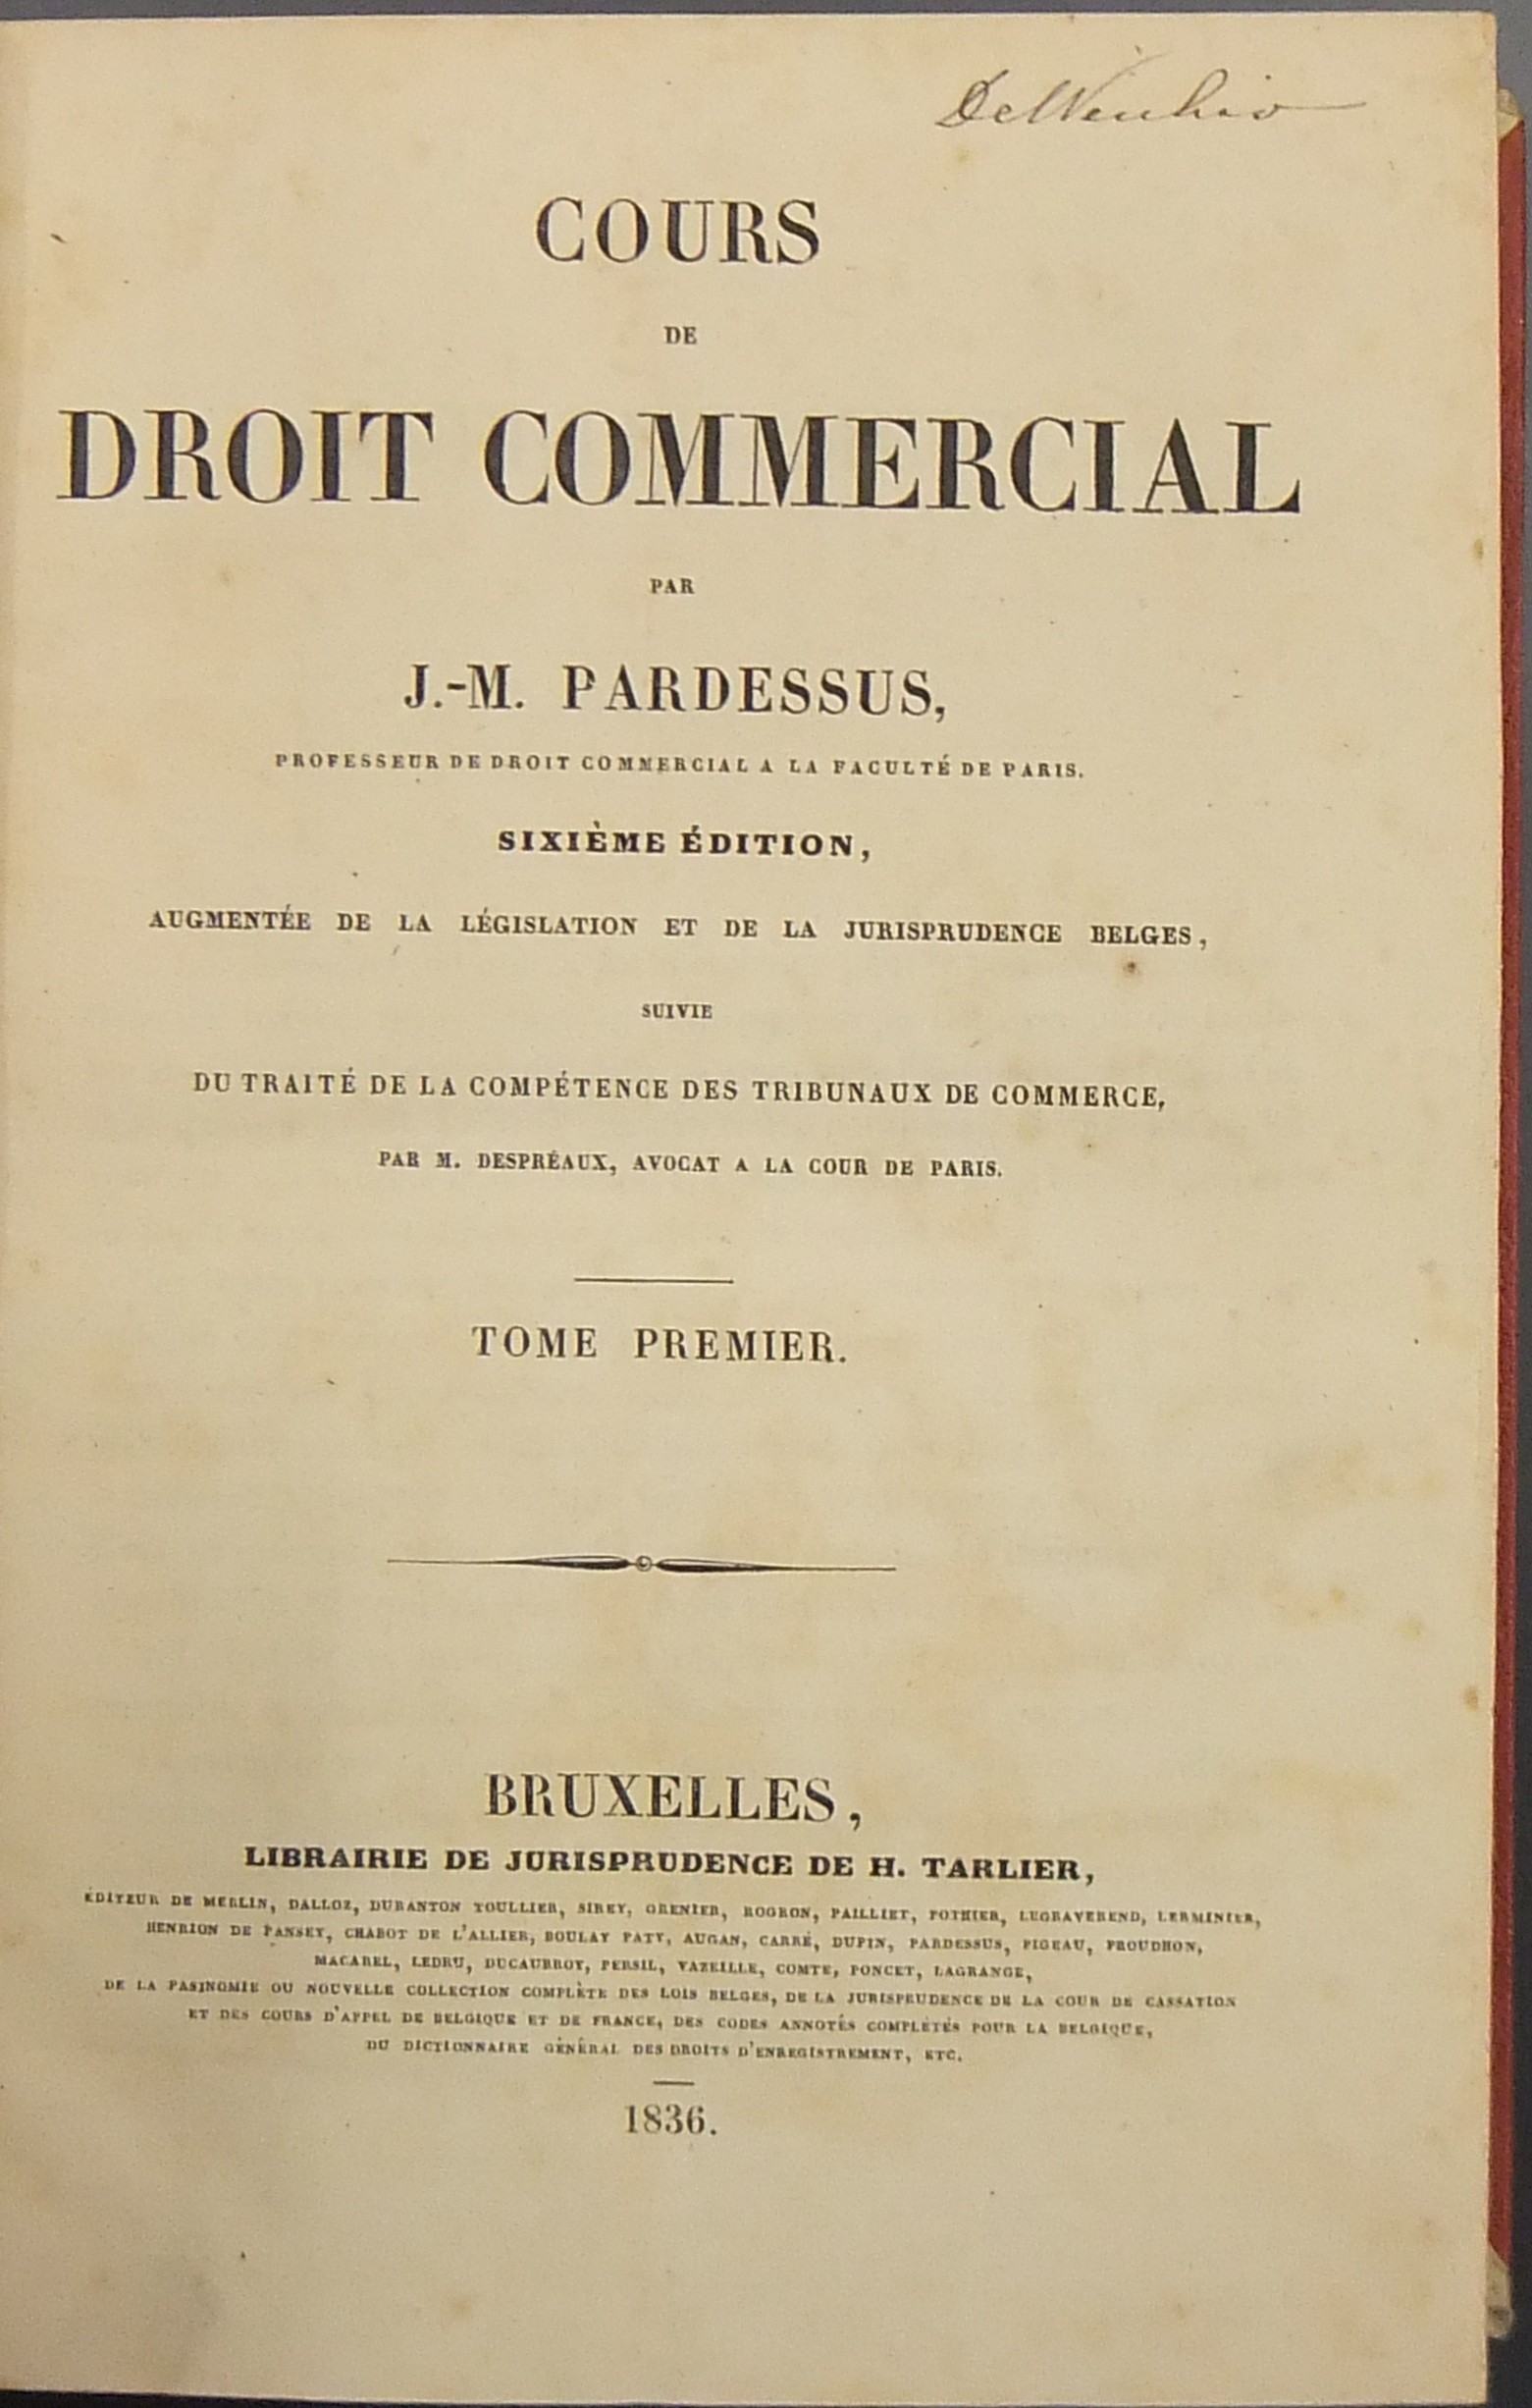 COURS
DE
DROIT COMMERCIAL
PAR
J.-M. PARDESSUS,
PROFESSEUR DE DROIT COMMERCIAL A LA FACULTÉ DE PARIS.
SIXIÈME ÉDITION,
AUGMENTÉE DE LA LÉGISLATION ET DE LA JURISPRUDENCE BELGES,
SUIVIE
DU TRAITÉ DE LA COMPÉTENCE DES TRIBUNAUX DE COMMERCE,
PAR M. DESPRÉAUX, AVOCAT A LA COUR DE PARIS.
TOME PREMIER.
BRUXELLES,
LIBRAIRIE DE JURISPRUDENCE DE H. TARLIER,
ÉDITEUR DE MERLIN, DALLOZ, DURANTON TOULLIER, SIREY, GRENIER, ROGRON, PAILLIET, POTHIER, LEGRAVEREND, LERMINIER,
HENRION DE PANSEY, CHABOT DE L'ALLIER, BOULAY PATY, AUGAN, CARRÉ, DUPIN, PARDESSUS, PIGEAU, PROUDHON,
MACAREL, LEDRU, DUCAURROY, PERSIL, VAZEILLE, COMTE, PONCET, LAGRANGE,
DE LA PASINOMIE OU NOUVELLE COLLECTION COMPLÈTE DES LOIS BELGES, DE LA JURISPRUDENCE DE LA COUR DE CASSATION
ET DES COURS D'APPEL DE BELGIQUE ET DE FRANCE, DES CODES ANNOTÉS COMPLÉTÉS POUR LA BELGIQUE,
DU DICTIONNAIRE GÉNÉRAL DES DROITS D'ENREGISTREMENT, ETC.
1836.